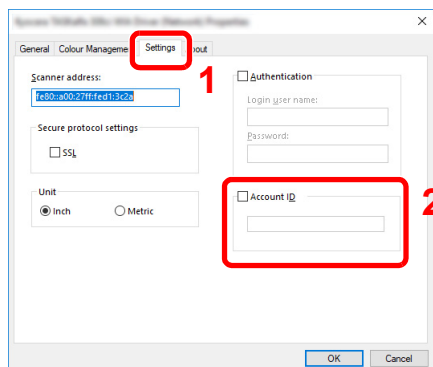 General Colour Manageme Settings out
1
Scanner address:
fe80::a00:27ff:fed1:3c2a
Secure protocol settings
SSL
Unit
Inch Metric
Authentication
Login user name:
Password:
Account ID
2
OK Cancel